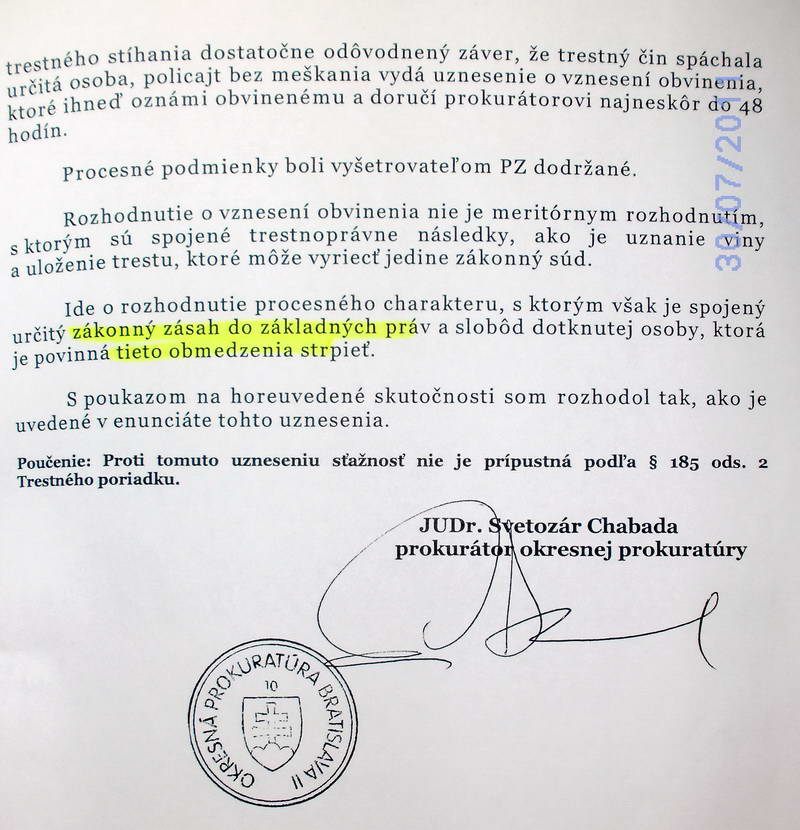 trestného stíhania dostatočne odôvodnený záver, že trestný čin spáchala
určitá osoba, policajt bez meškania vydá uznesenie o vznesení obvinenia,
ktoré ihneď oznámi obvinenému a doručí prokurátorovi najneskôr do 48
hodín.
Procesné podmienky boli vyšetrovateľom PZ dodržané.
Rozhodnutie o vznesení obvinenia nie je meritórnym rozhodnutím,
s ktorým sú spojené trestnoprávne následky, ako je uznanie viny
a uloženie trestu, ktoré môže vyriecť jedine zákonný súd.
Ide o rozhodnutie procesného charakteru, s ktorým však je spojený
určitý zákonný zásah do základných práv a slobôd dotknutej osoby, ktorá
je povinná tieto obmedzenia strpieť.
S poukazom na horeuvedené skutočnosti som rozhodol tak, ako je
uvedené v enunciáte tohto uznesenia.
Poučenie: Proti tomuto uzneseniu sťažnosť nie je prípustná podľa § 185 ods. 2
Trestného poriadku.
JUDr. Svetozár Chabada
prokurátor okresnej prokuratúry
OKRESNÁ PROKURATÚRA BRATISLAVA II
10
30/07/2011